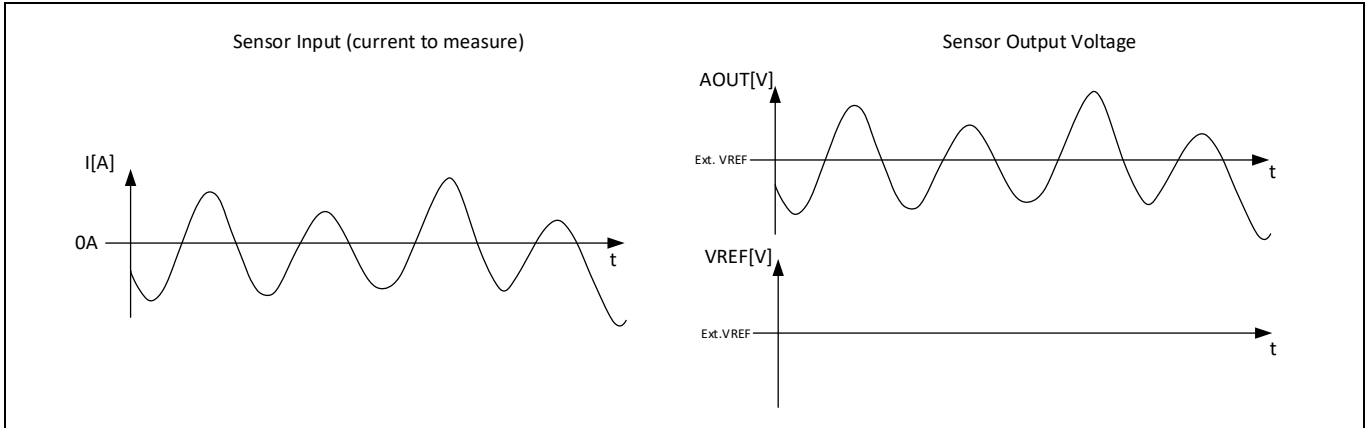 Sensor Input (current to measure)
I[A]
0A
t
Sensor Output Voltage
AOUT[V]
Ext. VREF
t
VREF[V]
Ext.VREF
t